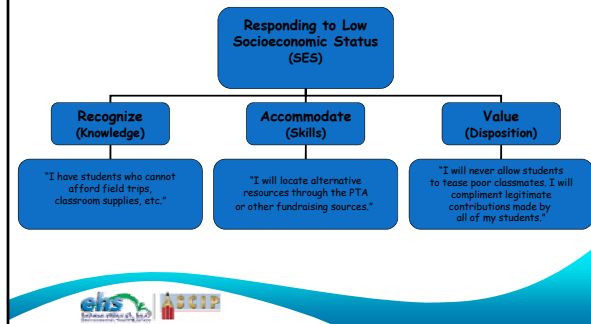 Responding to Low
Socioeconomic Status
(SES)
Recognize
(Knowledge)
Accommodate
(Skills)
Value
(Disposition)
"I have students who cannot
afford field trips,
classroom supplies, etc."
"I will locate alternative
resources through the PTA
or other fundraising sources."
"I will never allow students
to tease poor classmates. I will
compliment legitimate
contributions made by
all of my students."
ehs
SCIP